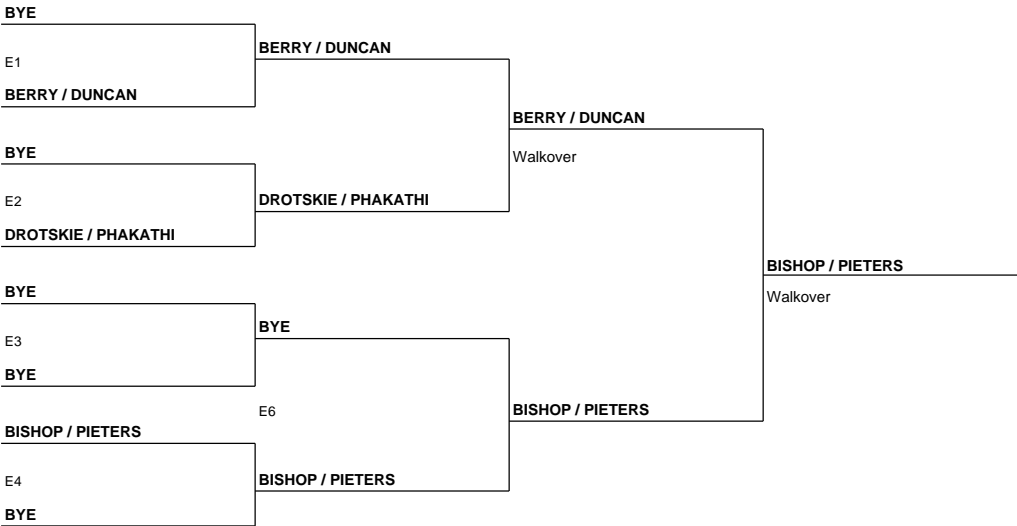 BYE
E1
BERRY / DUNCAN
BYE
E2
DROTSKIE / PHAKATHI
BYE
E3
BYE
BISHOP / PIETERS
E4
BYE
BERRY / DUNCAN
DROTSKIE / PHAKATHI
BYE
E6
BISHOP / PIETERS
BERRY / DUNCAN
Walkover
BISHOP / PIETERS
BISHOP / PIETERS
Walkover